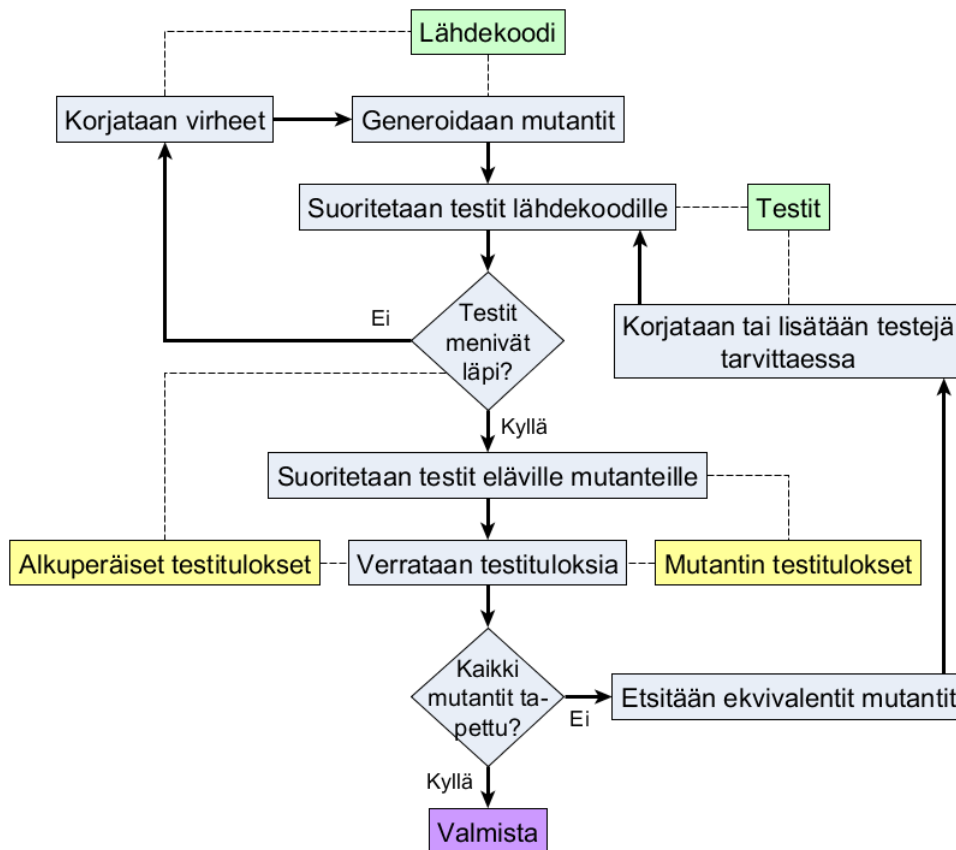 Lähdekoodi
Korjataan virheet
Generoidaan mutantit
Suoritetaan testit lähdekoodille
Testit
Ei
Testit
menivät
läpi?
Korjataan tai lisätään testejä
tarvittaessa
Kyllä
Suoritetaan testit eläville mutanteille
Alkuperäiset testitulokset
Verrataan testituloksia
Mutantin testitulokset
Kaikki
mutantit ta-
pettu?
Ei
Etsitään ekvivalentit mutantit
Kyllä
Valmista